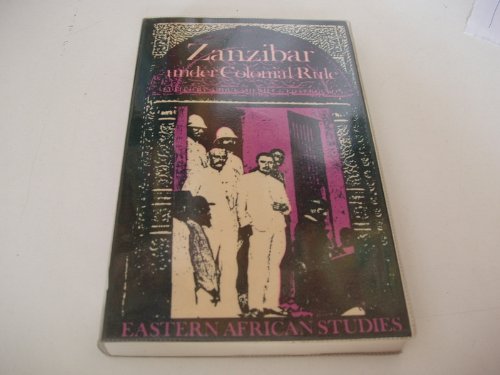 Zanzibar
under Colonial Rule
EASTERN AFRICAN STUDIES